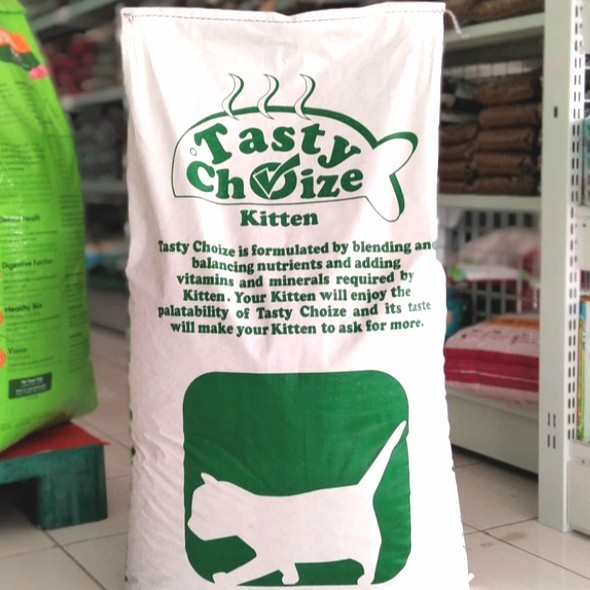 Tasty
Choize
Kitten
Tasty Choize is formulated by blending and
balancing nutrients and adding
vitamins and minerals required by
Kitten. Your Kitten will enjoy the
palatability of Tasty Choize and its taste
will make your Kitten to ask for more.
Digestive Function
Healthy Skin
Vision